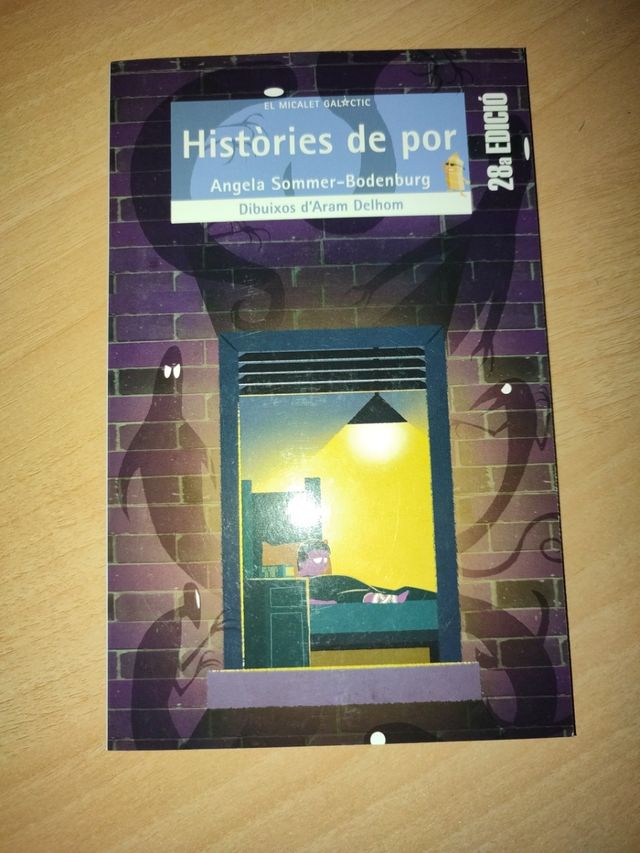 EL MICALET GALÀCTIC
Històries de por
Angela Sommer-Bodenburg
Dibuixos d'Aram Delhom
28a EDICIÓ